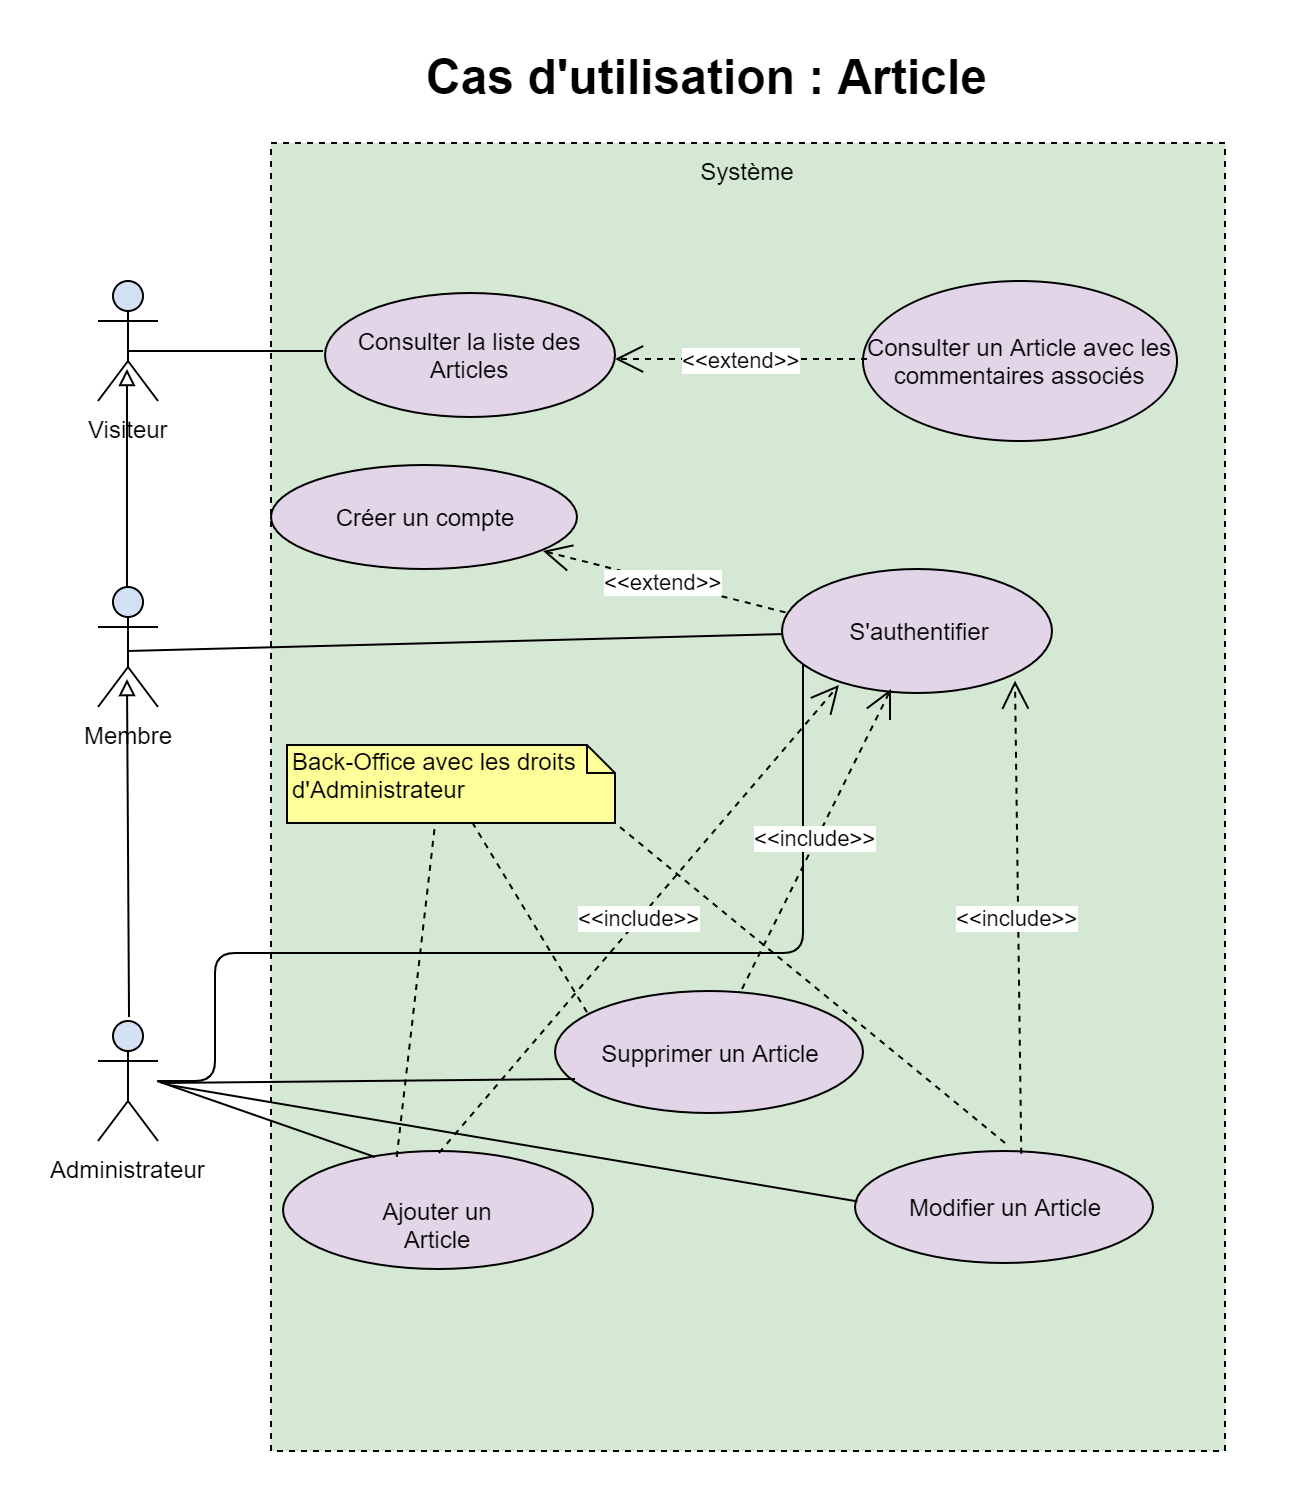 Cas d'utilisation : Article
Système
Consulter la liste des
Articles
<<extend>>
Consulter un Article avec les
commentaires associés
Visiteur
Créer un compte
<<extend>>
S'authentifier
Membre
Back-Office avec les droits
d'Administrateur
<<include>>
<<include>>
<<include>>
Supprimer un Article
Administrateur
Ajouter un
Article
Modifier un Article